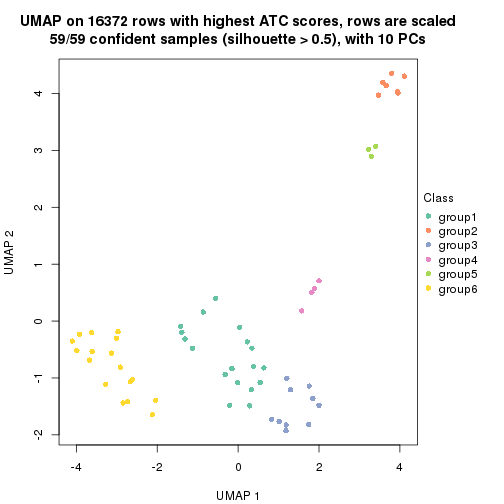 UMAP on 16372 rows with highest ATC scores, rows are scaled
59/59 confident samples (silhouette > 0.5), with 10 PCs
4
3
2
1
0
-1
-2
UMAP 2
-4
-2
0
2
4
UMAP 1
Class
group1
group2
group3
group4
group5
group6